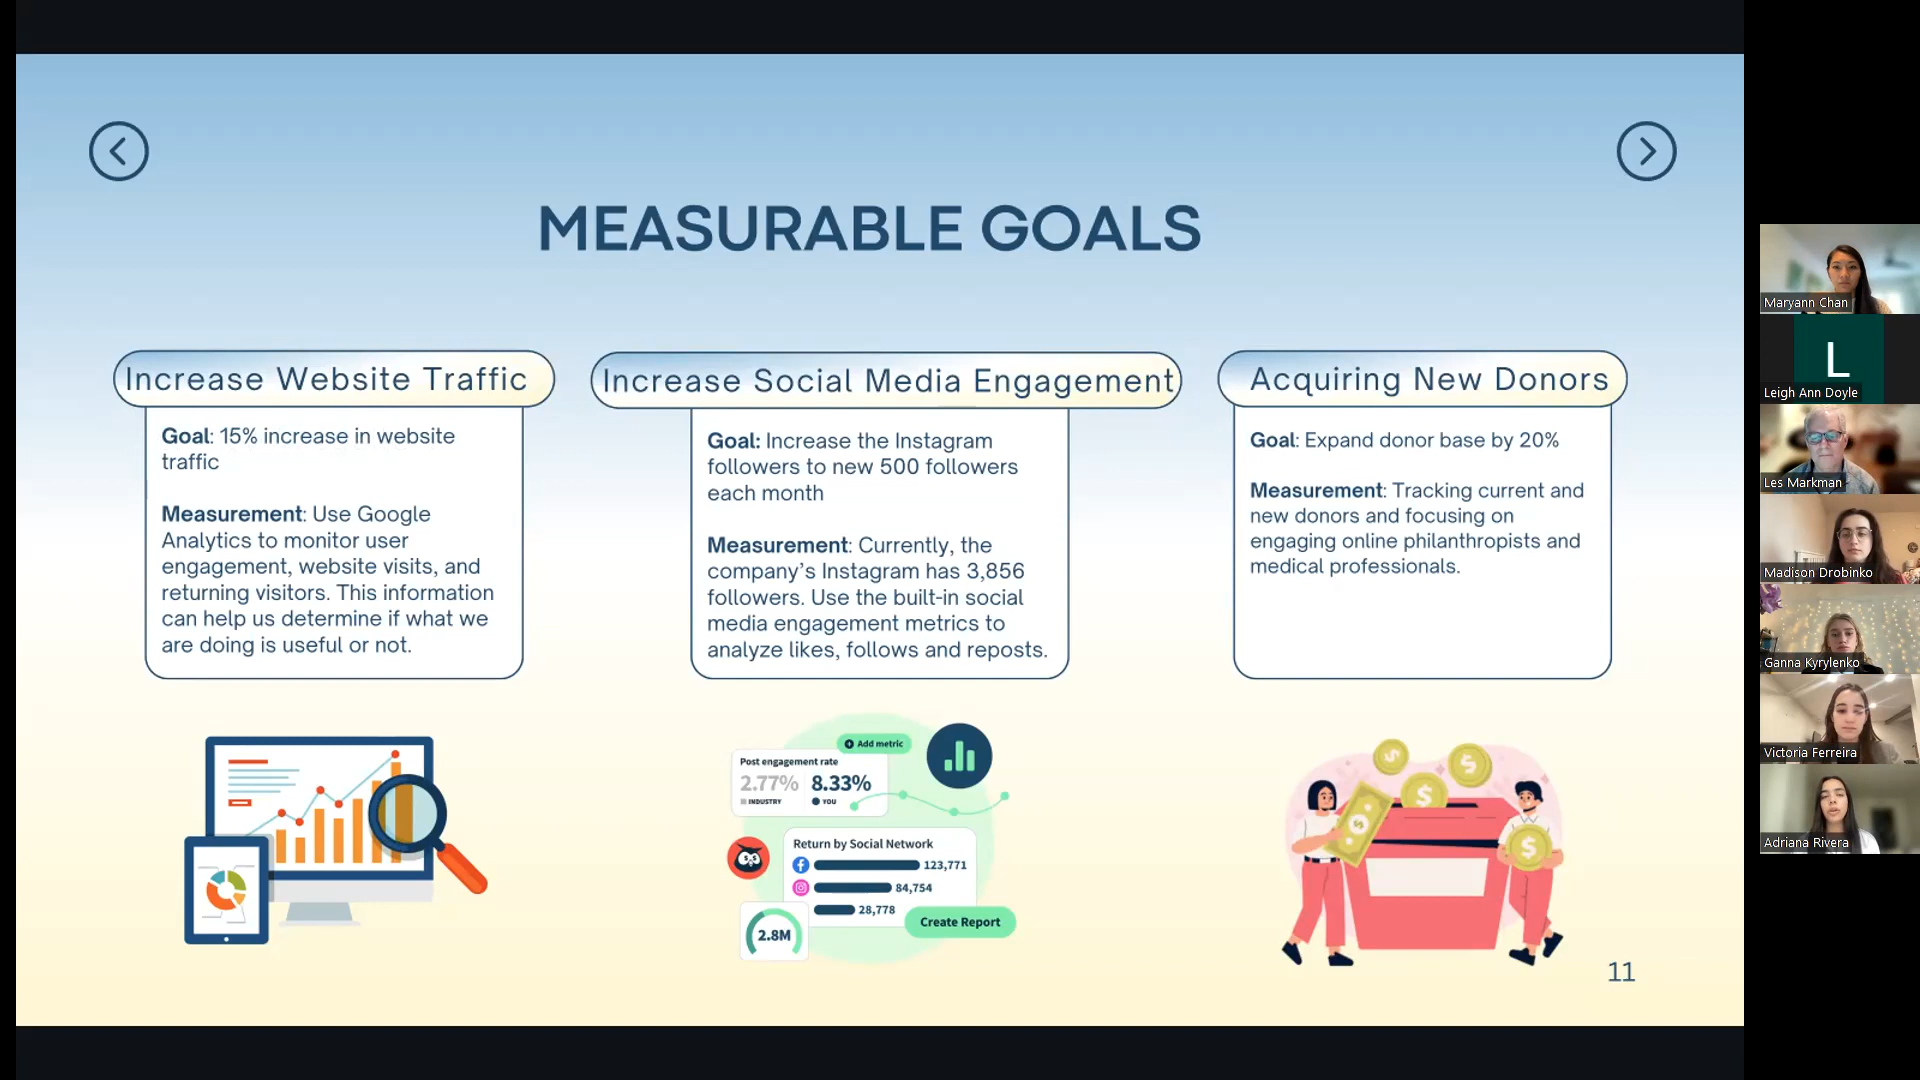 MEASURABLE GOALS
Increase Website Traffic
Goal: 15% increase in website
traffic
Measurement: Use Google
Analytics to monitor user
engagement, website visits, and
returning visitors. This information
can help us determine if what we
are doing is useful or not.
Increase Social Media Engagement
Goal: Increase the Instagram
followers to new 500 followers
each month
Measurement: Currently, the
company's Instagram has 3,856
followers. Use the built-in social
media engagement metrics to
analyze likes, follows and reposts.
Acquiring New Donors
Goal: Expand donor base by 20%
Measurement: Tracking current and
new donors and focusing on
engaging online philanthropists and
medical professionals.
Add metric
Post engagement rate
2.77% 8.33%
INDUSTRY YOU
Return by Social Network
123,771
84,754
28,778
Create Report
2.8M
11
Maryann Chan
L
Leigh Ann Doyle
Les Markman
Madison Drobinko
Ganna Kyrylenko
Victoria Ferreira
Adriana Rivera